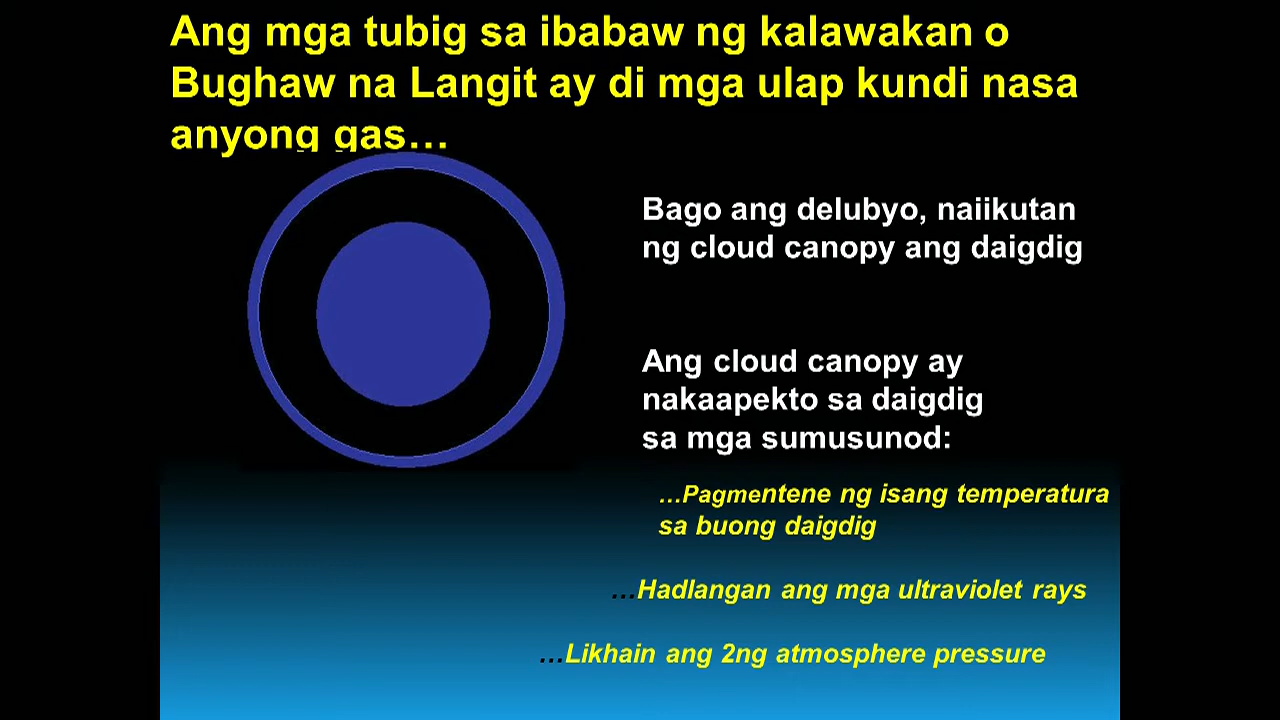 Ang mga tubig sa ibabaw ng kalawakan o
Bughaw na Langit ay di mga ulap kundi nasa
anyong gas…
Bago ang delubyo, naiikutan
ng cloud canopy ang daigdig
Ang cloud canopy ay
nakaapekto sa daigdig
sa mga sumusunod:
…Pagmentene ng isang temperatura
sa buong daigdig
…Hadlangan ang mga ultraviolet rays
…Likhain ang 2ng atmosphere pressure